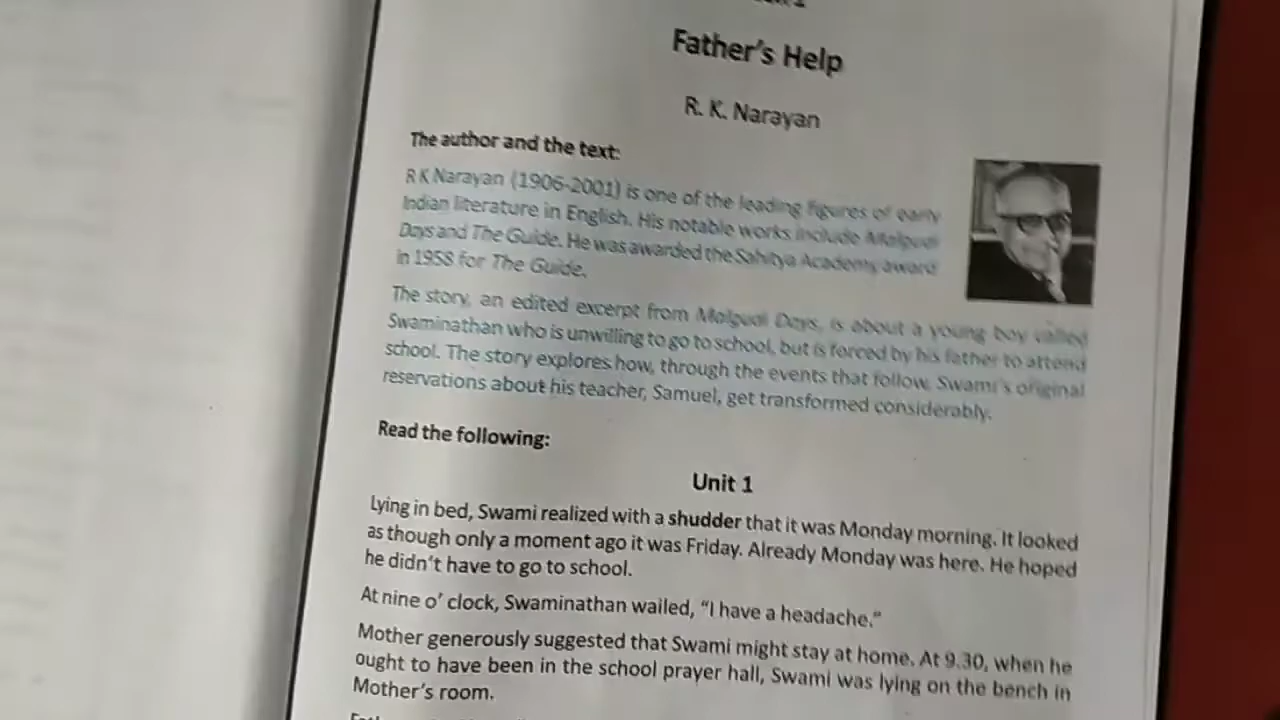 Father's Help
R. K. Narayan
The author and the text:
R K Narayan (1906-2001) is one of the leading figures of early
Indian literature in English. His notable works include Malgudi
Days and The Guide. He was awarded the Sahitya Academy award
in 1958 for The Guide.
The story, an edited excerpt from Malgudi Days, is about a young boy called
Swaminathan who is unwilling to go to school, but is forced by his father to attend
school. The story explores how, through the events that follow, Swami's original
reservations about his teacher, Samuel, get transformed considerably.
Read the following:
Unit 1
Lying in bed, Swami realized with a shudder that it was Monday morning. It looked
as though only a moment ago it was Friday. Already Monday was here. He hoped
he didn't have to go to school.
At nine o' clock, Swaminathan wailed, "I have a headache."
Mother generously suggested that Swami might stay at home. At 9.30, when he
ought to have been in the school prayer hall, Swami was lying on the bench in
Mother's room.